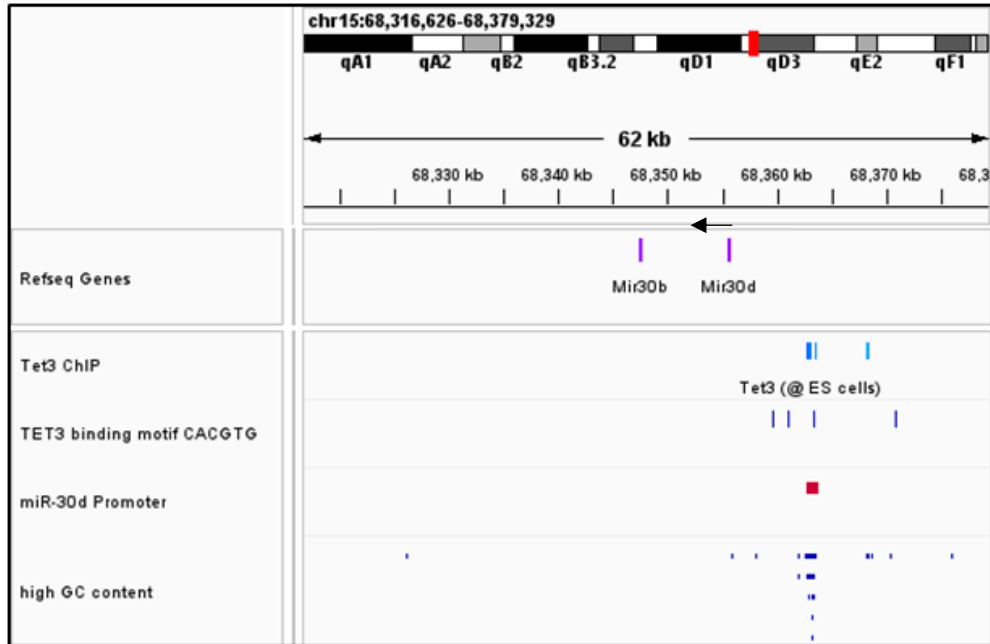 chr15:68,316,626-68,379,329
qA1 qA2 qB2 qB3.2 qD1 qD3 qE2 qF1
62 kb
68,330 kb 68,340 kb 68,350 kb 68,360 kb 68,370 kb 68,3
Refseq Genes
Mir30b Mir30d
Tet3 ChIP
Tet3 (@ ES cells)
TET3 binding motif CACGTG
miR-30d Promoter
high GC content